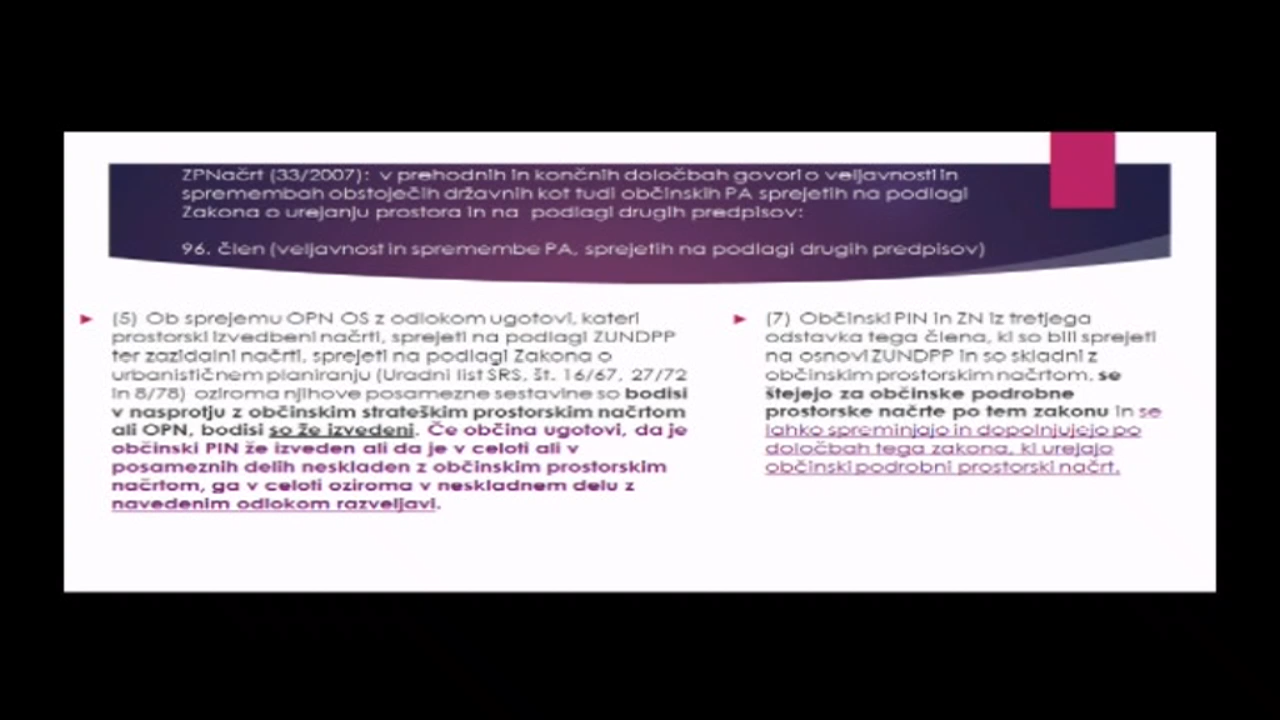 ZPNačrt (33/2007): v prehodnih in končnih določbah govori o veljavnosti in
spremembah obstoječih državnih kot tudi občinskih PA sprejetih na podlagi
Zakona o urejanju prostora in na podlagi drugih predpisov:
96. člen (veljavnost in spremembe PA, sprejetih na podlagi drugih predpisov)
(5) Ob sprejemu OPN OS z odlokom ugotovi, kateri
prostorski izvedbeni načrti, sprejeti na podlagi ZUNDPP
ter zazidalni načrti, sprejeti na podlagi Zakona o
urbanističnem planiranju (Uradni list SRS, št. 16/67, 27/72
in 8/78) oziroma njihove posamezne sestavine so bodisi
v nasprotju z občinskim strateškim prostorskim načrtom
ali OPN, bodisi so že izvedeni. Če občina ugotovi, da je
občinski PIN že izveden ali da je v celoti ali v
posameznih delih neskladen z občinskim prostorskim
načrtom, ga v celoti oziroma v neskladnem delu z
navedenim odlokom razveljavi.
(7) Občinski PIN in ZN iz tretjega
odstavka tega člena, ki so bili sprejeti
na osnovi ZUNDPP in so skladni z
občinskim prostorskim načrtom, se
štejejo za občinske podrobne
prostorske načrte po tem zakonu in se
lahko spreminjajo in dopolnjujejo po
določbah tega zakona, ki urejajo
občinski podrobni prostorski načrt.